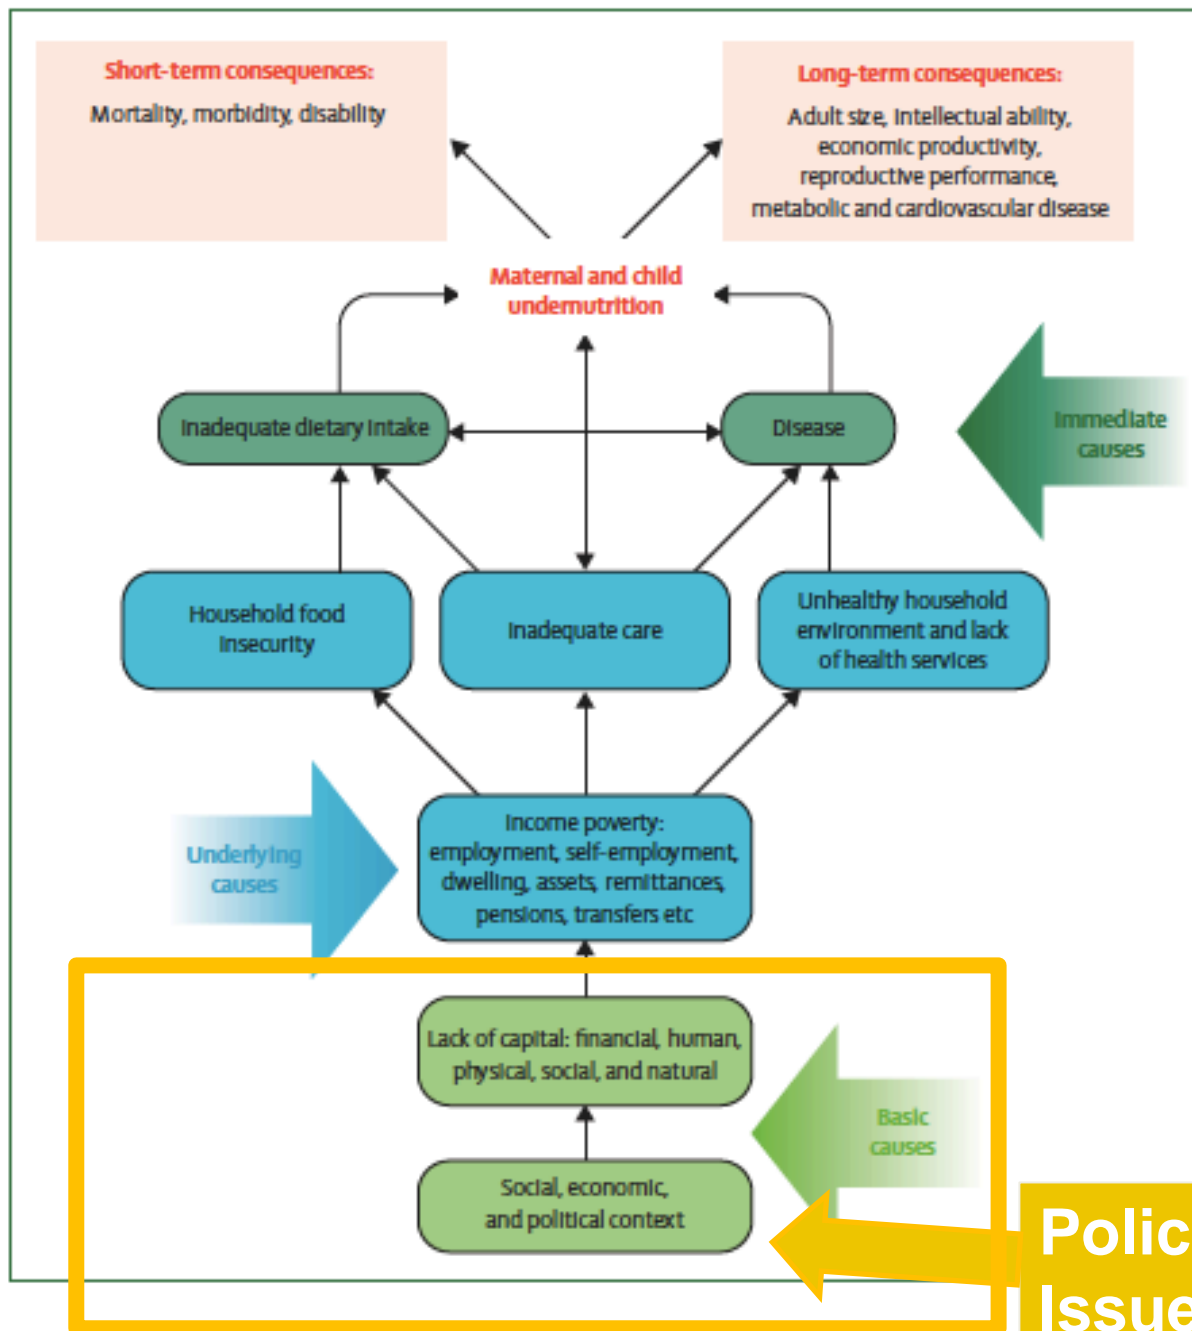 Short-term consequences:
Mortality, morbidity, disability
Long-term consequences:
Adult size, intellectual ability,
economic productivity,
reproductive performance,
metabolic and cardiovascular disease
Maternal and child
undernutrition
Inadequate dietary intake
Disease
Immediate
causes
Household food
insecurity
Inadequate care
Unhealthy household
environment and lack
of health services
Underlying
causes
Income poverty:
employment, self-employment,
dwelling, assets, remittances,
pensions, transfers etc
Lack of capital: financial, human,
physical, social, and natural
Basic
causes
Social, economic,
and political context
Polic
Issue